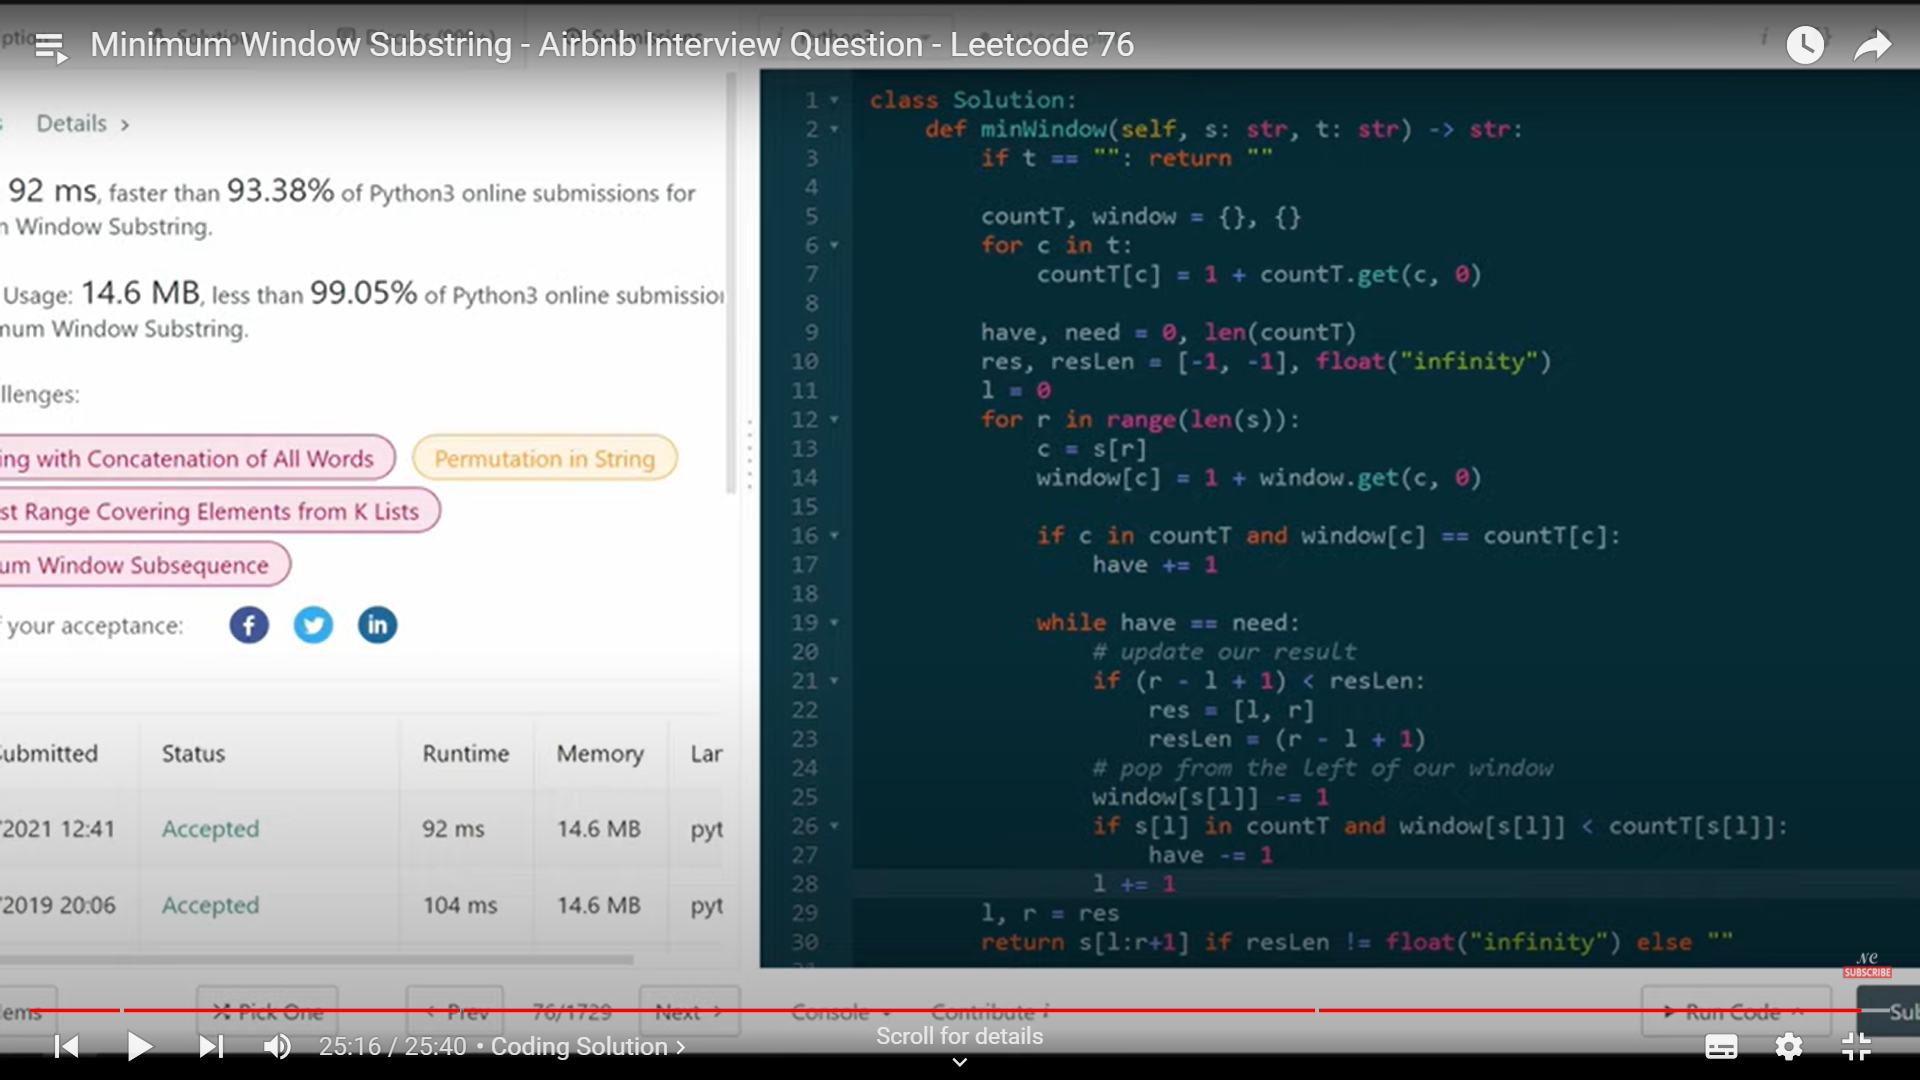 Minimum Window Substring - Airbnb Interview Question - Leetcode 76
Details >
92 ms, faster than 93.38% of Python3 online submissions for
Window Substring.
Usage: 14.6 MB, less than 99.05% of Python3 online
mum Window Substring.
llenges:
ing with Concatenation of All Words
Permutation in String
st Range Covering Elements from K Lists
um Window Subsequence
your acceptance:
ubmitted Status Runtime Memory Lar
/2021 12:41 Accepted 92 ms 14.6 MB pyt
/2019 20:06 Accepted 104 ms 14.6 MB pyt
1 class Solution:
2 def minWindow(self, s: str, t: str) -> str:
3 if t == "": return ""
4
5 countT, window = {}, {}
6 for c in t:
7 countT[c] = 1 + countT.get(c, 0)
8
9 have, need = 0, len(countT)
10 res, resLen = [-1, -1], float("infinity")
11 l = 0
12 for r in range(len(s)):
13 c = s[r]
14 window[c] = 1 + window.get(c, 0)
15
16 if c in countT and window[c] == countT[c]:
17 have += 1
18
19 while have == need:
20 # update our result
21 if (r - l + 1) < resLen:
22 res = [l, r]
23 resLen = (r - l + 1)
24 # pop from the left of our window
25 window[s[l]] -= 1
26 if s[l] in countT and window[s[l]] < countT[s[l]]:
27 have -= 1
28 l += 1
29 l, r = res
30 return s[l:r+1] if resLen != float("infinity") else ""
NC
SUBSCRIBE
lems Pick One < Prev 76/1729 Next > Console Contribute i Run Code Sub
Scroll for details
25:16 / 25:40 • Coding Solution >